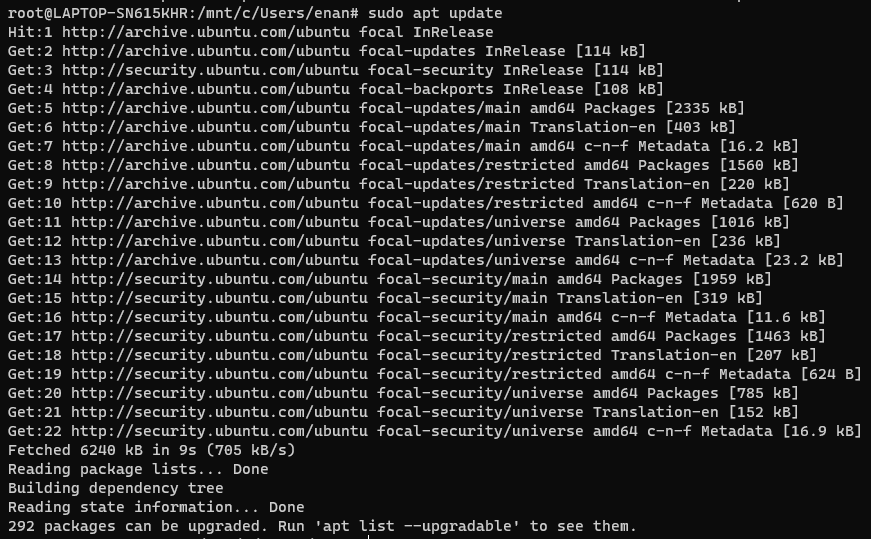 root@LAPTOP-SN615KHR:/mnt/c/Users/enan# sudo apt update
Hit:1 http://archive.ubuntu.com/ubuntu focal InRelease
Get:2 http://archive.ubuntu.com/ubuntu focal-updates InRelease [114 kB]
Get:3 http://security.ubuntu.com/ubuntu focal-security InRelease [114 kB]
Get:4 http://archive.ubuntu.com/ubuntu focal-backports InRelease [108 kB]
Get:5 http://archive.ubuntu.com/ubuntu focal-updates/main amd64 Packages [2335 kB]
Get:6 http://archive.ubuntu.com/ubuntu focal-updates/main Translation-en [403 kB]
Get:7 http://archive.ubuntu.com/ubuntu focal-updates/main amd64 c-n-f Metadata [16.2 kB]
Get:8 http://archive.ubuntu.com/ubuntu focal-updates/restricted amd64 Packages [1560 kB]
Get:9 http://archive.ubuntu.com/ubuntu focal-updates/restricted Translation-en [220 kB]
Get:10 http://archive.ubuntu.com/ubuntu focal-updates/restricted amd64 c-n-f Metadata [620 B]
Get:11 http://archive.ubuntu.com/ubuntu focal-updates/universe amd64 Packages [1016 kB]
Get:12 http://archive.ubuntu.com/ubuntu focal-updates/universe Translation-en [236 kB]
Get:13 http://archive.ubuntu.com/ubuntu focal-updates/universe amd64 c-n-f Metadata [23.2 kB]
Get:14 http://security.ubuntu.com/ubuntu focal-security/main amd64 Packages [1959 kB]
Get:15 http://security.ubuntu.com/ubuntu focal-security/main Translation-en [319 kB]
Get:16 http://security.ubuntu.com/ubuntu focal-security/main amd64 c-n-f Metadata [11.6 kB]
Get:17 http://security.ubuntu.com/ubuntu focal-security/restricted amd64 Packages [1463 kB]
Get:18 http://security.ubuntu.com/ubuntu focal-security/restricted Translation-en [207 kB]
Get:19 http://security.ubuntu.com/ubuntu focal-security/restricted amd64 c-n-f Metadata [624 B]
Get:20 http://security.ubuntu.com/ubuntu focal-security/universe amd64 Packages [785 kB]
Get:21 http://security.ubuntu.com/ubuntu focal-security/universe Translation-en [152 kB]
Get:22 http://security.ubuntu.com/ubuntu focal-security/universe amd64 c-n-f Metadata [16.9 kB]
Fetched 6240 kB in 9s (705 kB/s)
Reading package lists... Done
Building dependency tree
Reading state information... Done
292 packages can be upgraded. Run 'apt list --upgradable' to see them.